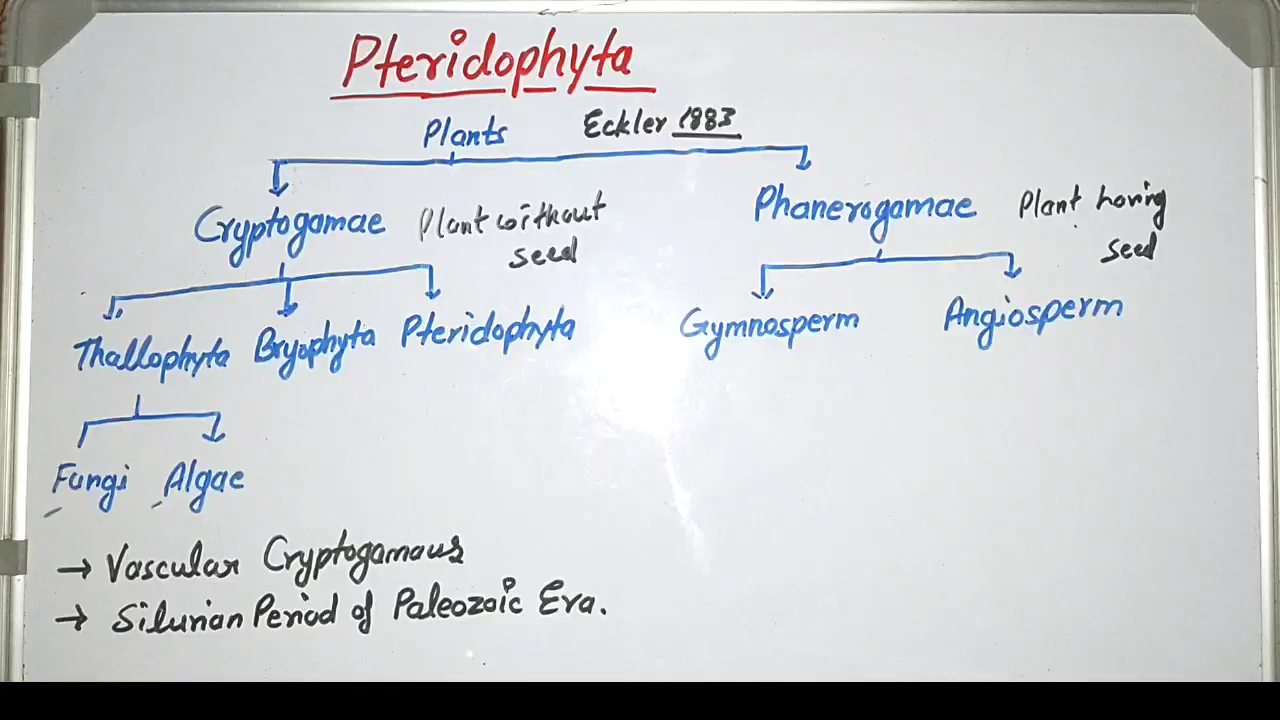 Pteridophyta
Plants Eckler 1883
Cryptogamae Plant without seed
Phanerogamae Plant having seed
Thallophyta Bryophyta Pteridophyta Gymnosperm Angiosperm
Fungi Algae
→ Vascular Cryptogamaus
→ Silurian Period of Paleozoic Era.